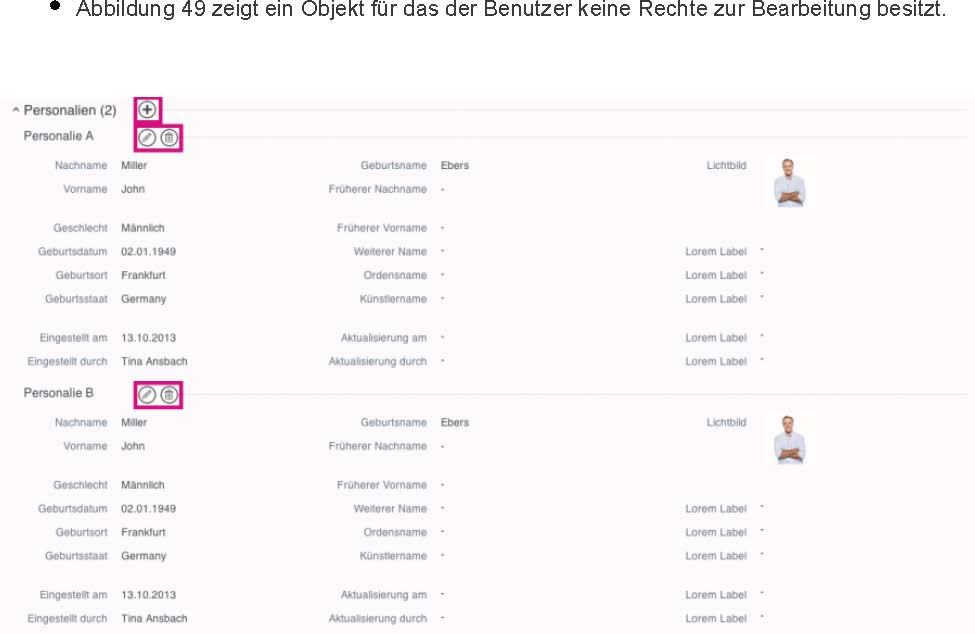 • Abbildung 49 zeigt ein Objekt für das der Benutzer keine Rechte zur Bearbeitung besitzt.
^ Personalien (2)
Personalie A
Nachname Miller Geburtsname Ebers Lichtbild
Vorname John Früherer Nachname -
Geschlecht Männlich Früherer Vorname -
Geburtsdatum 02.01.1949 Weiterer Name - Lorem Label -
Geburtsort Frankfurt Ordensname - Lorem Label -
Geburtsstaat Germany Künstlername - Lorem Label -
Eingestellt am 13.10.2013 Aktualisierung am - Lorem Label -
Eingestellt durch Tina Ansbach Aktualisierung durch - Lorem Label -
Personalie B
Nachname Miller Geburtsname Ebers Lichtbild
Vorname John Früherer Nachname -
Geschlecht Männlich Früherer Vorname -
Geburtsdatum 02.01.1949 Weiterer Name - Lorem Label -
Geburtsort Frankfurt Ordensname - Lorem Label -
Geburtsstaat Germany Künstlername - Lorem Label -
Eingestellt am 13.10.2013 Aktualisierung am - Lorem Label -
Eingestellt durch Tina Ansbach Aktualisierung durch - Lorem Label -